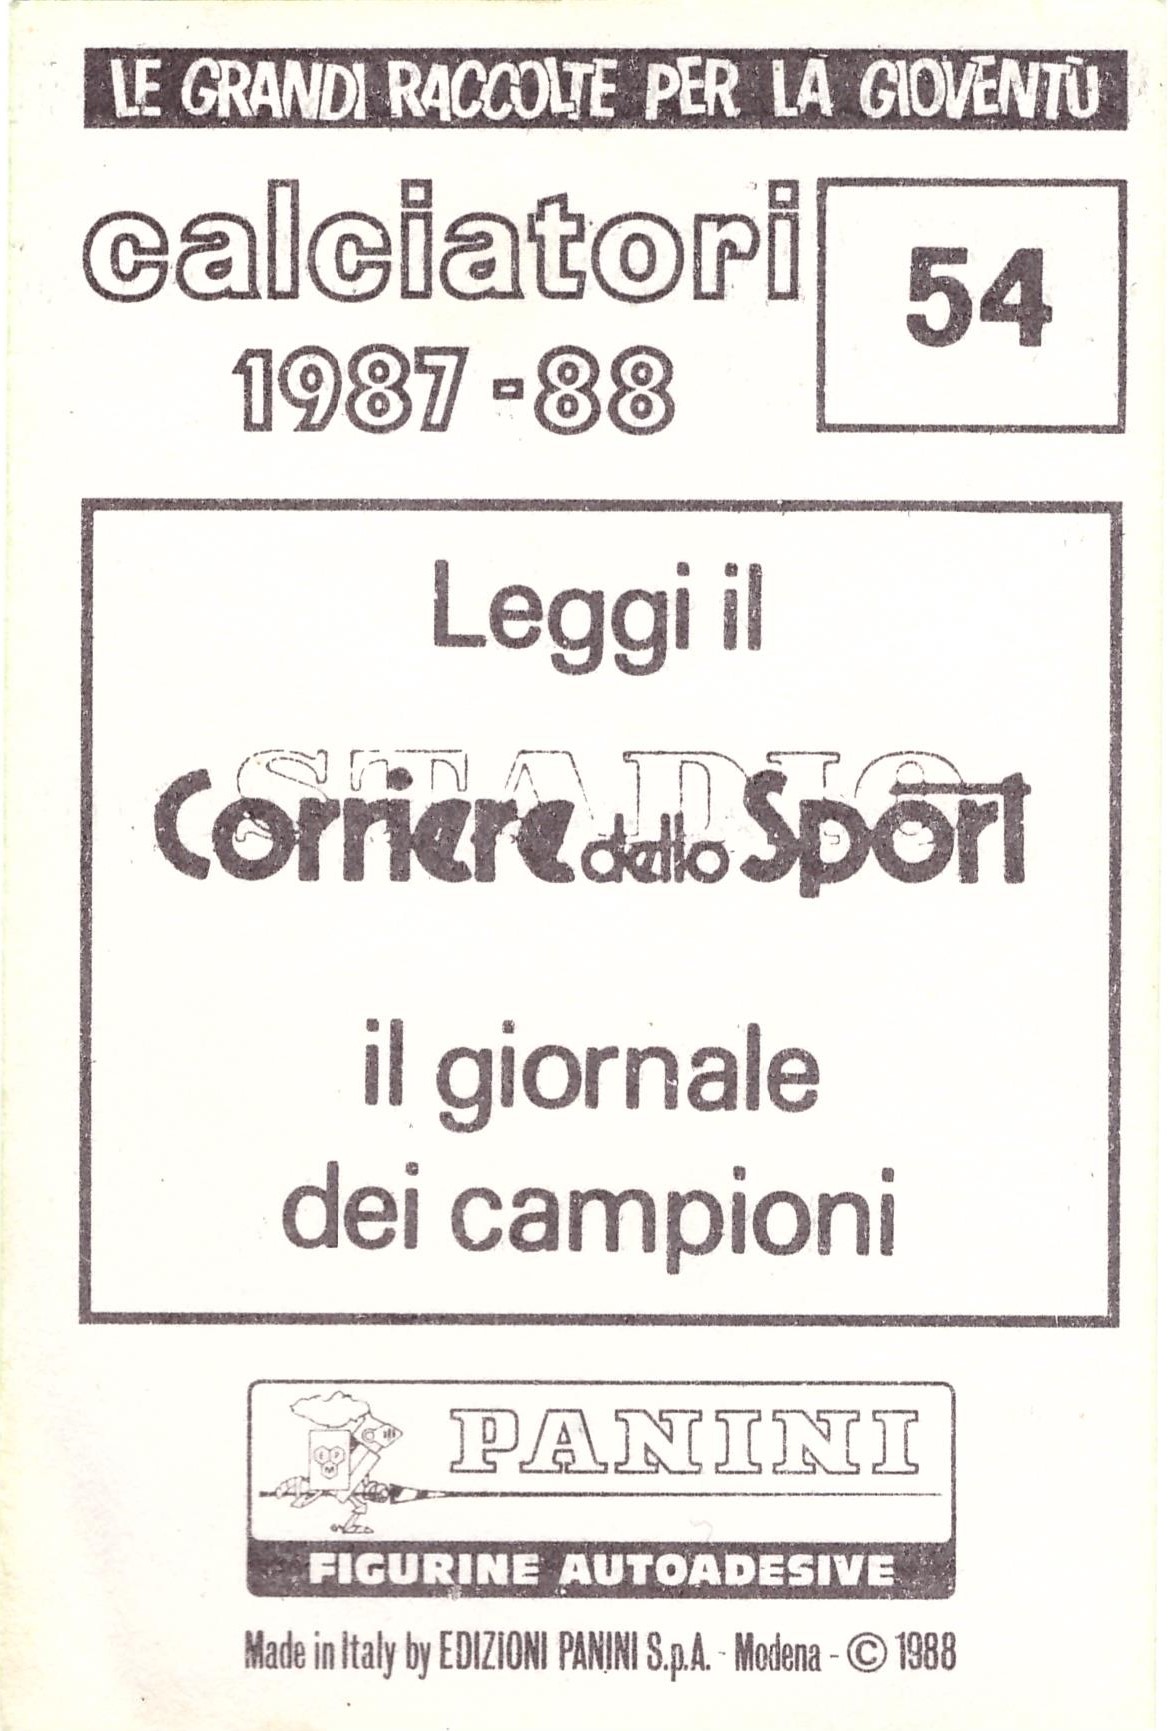 LE GRANDI RACCOLTE PER LA GIOVENTÙ
calciatori
1987-88
54
Leggi il
STADIO
Corriere dello Sport
il giornale
dei campioni
PANINI
FIGURINE AUTOADESIVE
Made in Italy by EDIZIONI PANINI S.p.A. - Modena - © 1988